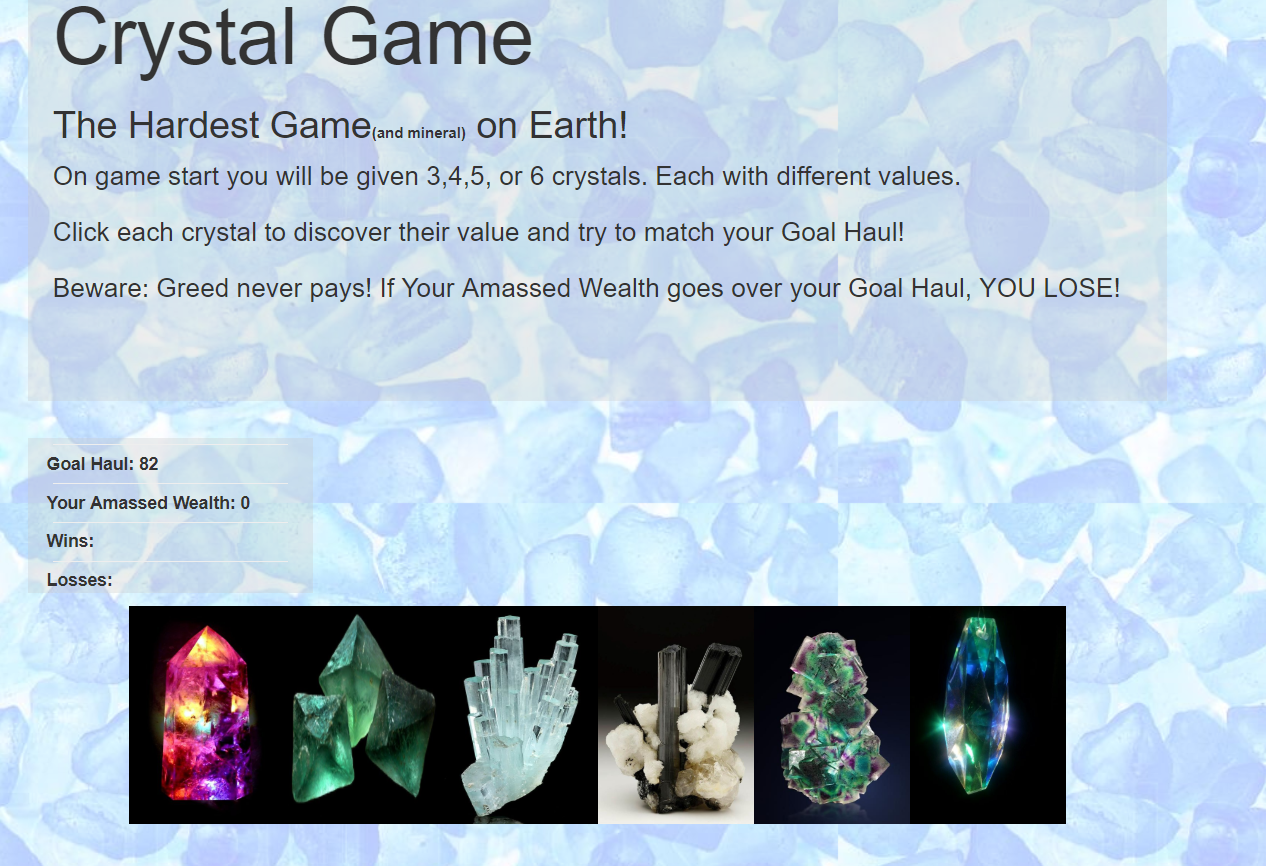 Crystal Game
The Hardest Game(and mineral) on Earth!
On game start you will be given 3,4,5, or 6 crystals. Each with different values.
Click each crystal to discover their value and try to match your Goal Haul!
Beware: Greed never pays! If Your Amassed Wealth goes over your Goal Haul, YOU LOSE!
Goal Haul: 82
Your Amassed Wealth: 0
Wins:
Losses: